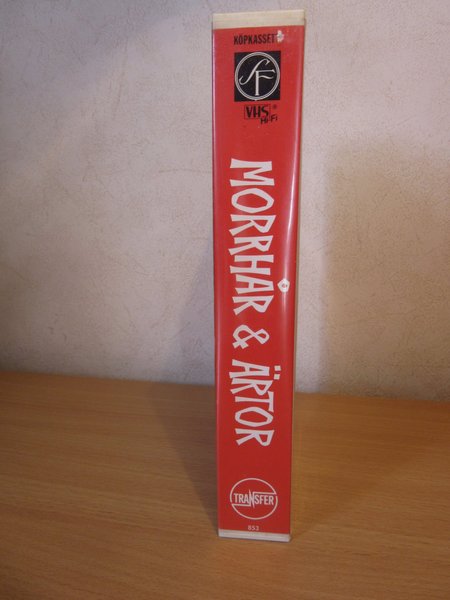 KÖPKASSETT
SF
VHS®
Hi-Fi
MORRHÅR & ÄRTOR
TRANSFER
853